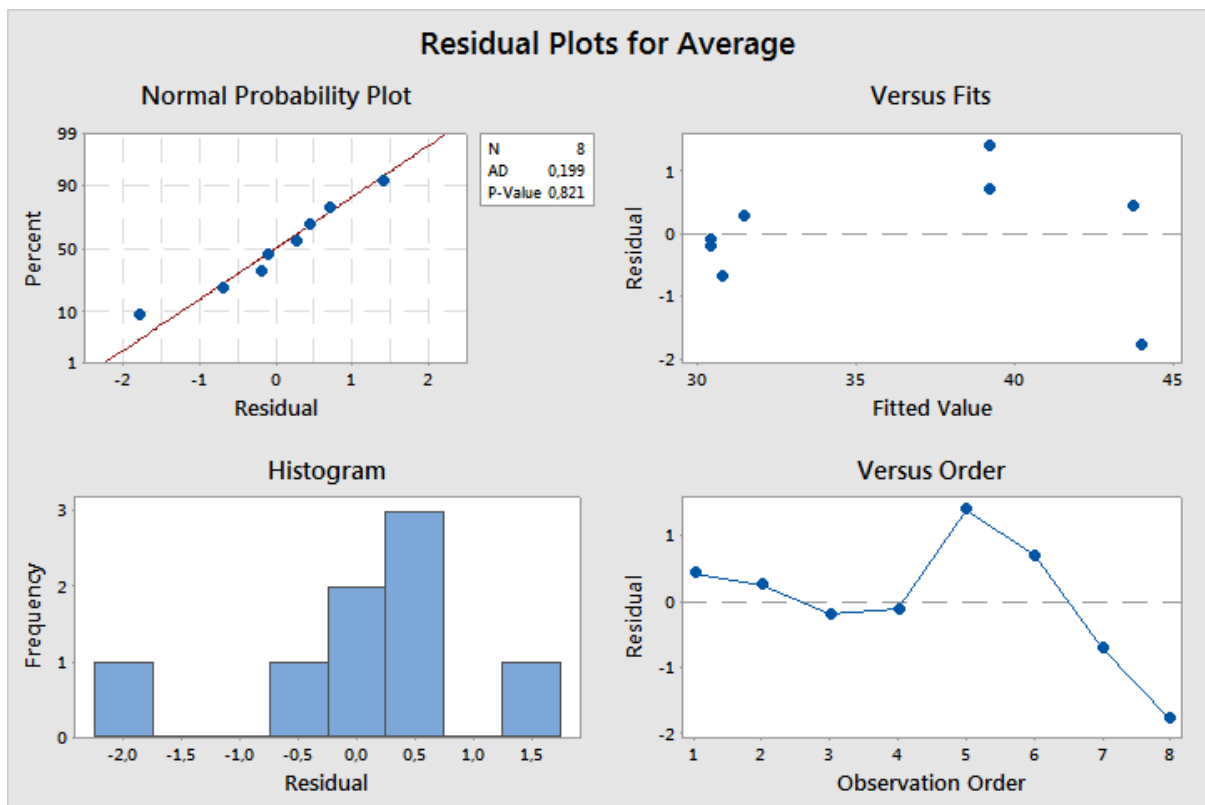 Residual Plots for Average
Normal Probability Plot
99
90
50
10
1
Percent
-2 -1 0 1 2
Residual
N 8
AD 0,199
P-Value 0,821
Versus Fits
1
0
-1
-2
Residual
30 35 40 45
Fitted Value
Histogram
3
2
1
0
Frequency
-2,0 -1,5 -1,0 -0,5 0,0 0,5 1,0 1,5
Residual
Versus Order
1
0
-1
-2
Residual
1 2 3 4 5 6 7 8
Observation Order